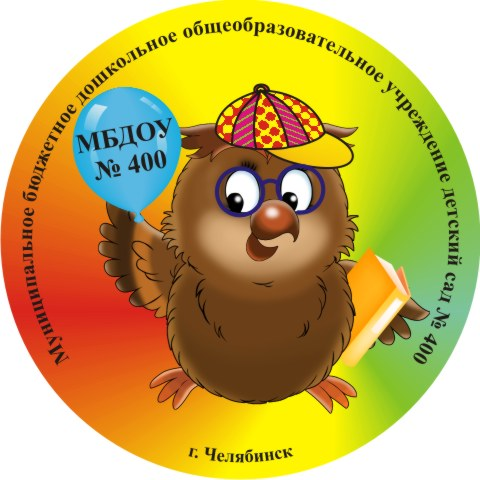 Муниципальное бюджетное дошкольное общеобразовательное учреждение детский сад № 400
МБДОУ
№ 400
г. Челябинск